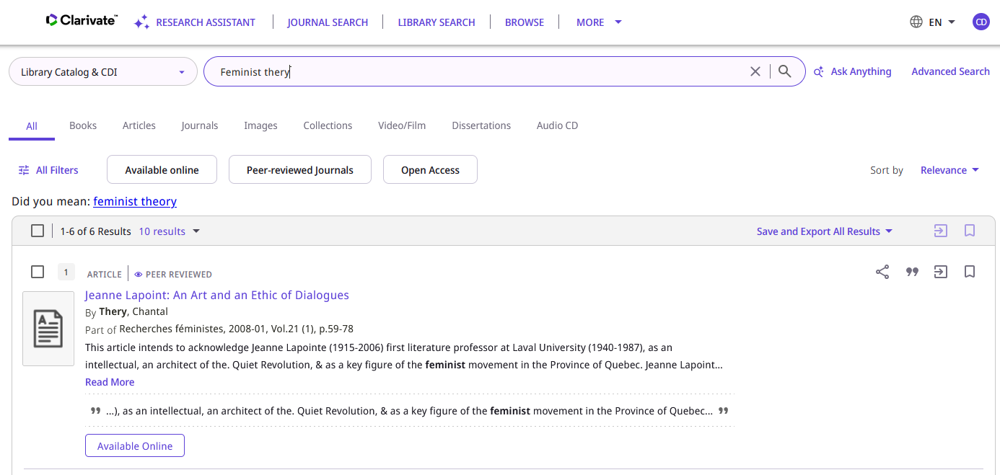 Clarivate™ RESEARCH ASSISTANT JOURNAL SEARCH LIBRARY SEARCH BROWSE MORE EN CD
Library Catalog & CDI Feminist thery Ask Anything Advanced Search
All Books Articles Journals Images Collections Video/Film Dissertations Audio CD
All Filters Available online Peer-reviewed Journals Open Access Sort by Relevance
Did you mean: feminist theory
1-6 of 6 Results 10 results Save and Export All Results
1 ARTICLE PEER REVIEWED
Jeanne Lapoint: An Art and an Ethic of Dialogues
By Thery, Chantal
Part of Recherches féministes, 2008-01, Vol.21 (1), p.59-78
This article intends to acknowledge Jeanne Lapointe (1915-2006) first literature professor at Laval University (1940-1987), as an
intellectual, an architect of the. Quiet Revolution, & as a key figure of the feminist movement in the Province of Quebec. Jeanne Lapoint...
Read More
” ...), as an intellectual, an architect of the. Quiet Revolution, & as a key figure of the feminist movement in the Province of Quebec... ”
Available Online